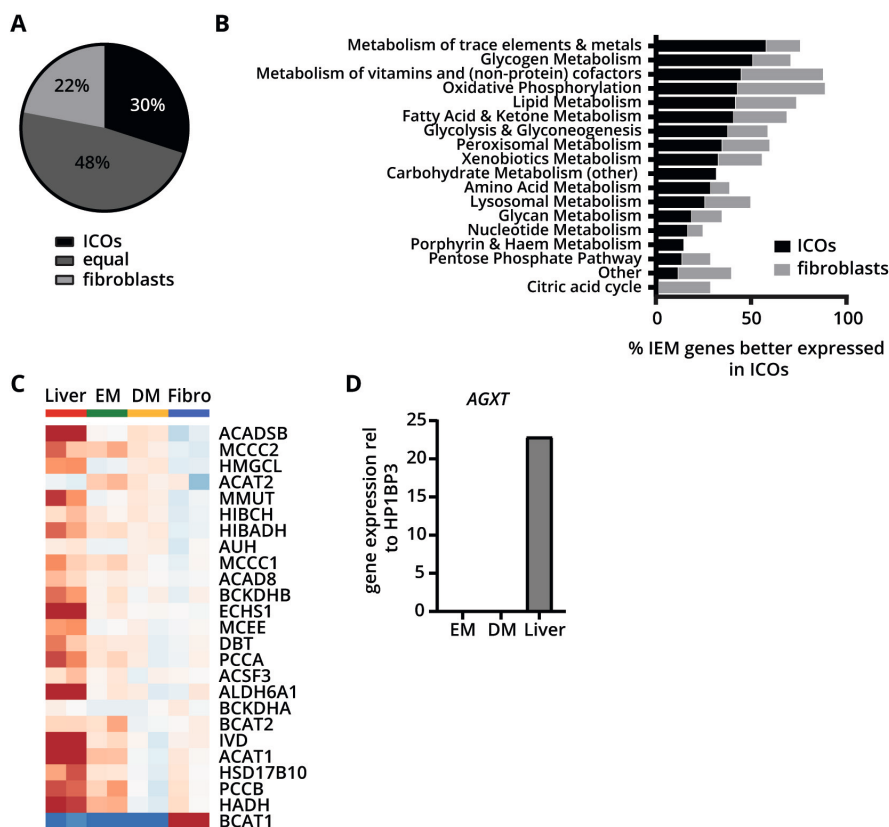 A
22%
30%
48%
ICOs
equal
fibroblasts
B
Metabolism of trace elements & metals
Glycogen Metabolism
Metabolism of vitamins and (non-protein) cofactors
Oxidative Phosphorylation
Lipid Metabolism
Fatty Acid & Ketone Metabolism
Glycolysis & Glyconeogenesis
Peroxisomal Metabolism
Xenobiotics Metabolism
Carbohydrate Metabolism (other)
Amino Acid Metabolism
Lysosomal Metabolism
Glycan Metabolism
Nucleotide Metabolism
Porphyrin & Haem Metabolism
Pentose Phosphate Pathway
Other
Citric acid cycle
ICOs
fibroblasts
0 50 100
% IEM genes better expressed
in ICOs
C
Liver EM DM Fibro
ACADSB
MCCC2
HMGCL
ACAT2
MMUT
HIBCH
HIBADH
AUH
MCCC1
ACAD8
BCKDHB
ECHS1
MCEE
DBT
PCCA
ACSF3
ALDH6A1
BCKDHA
BCAT2
IVD
ACAT1
HSD17B10
PCCB
HADH
BCAT1
D
AGXT
gene expression rel
to HP1BP3
25
20
15
10
5
0
EM DM Liver